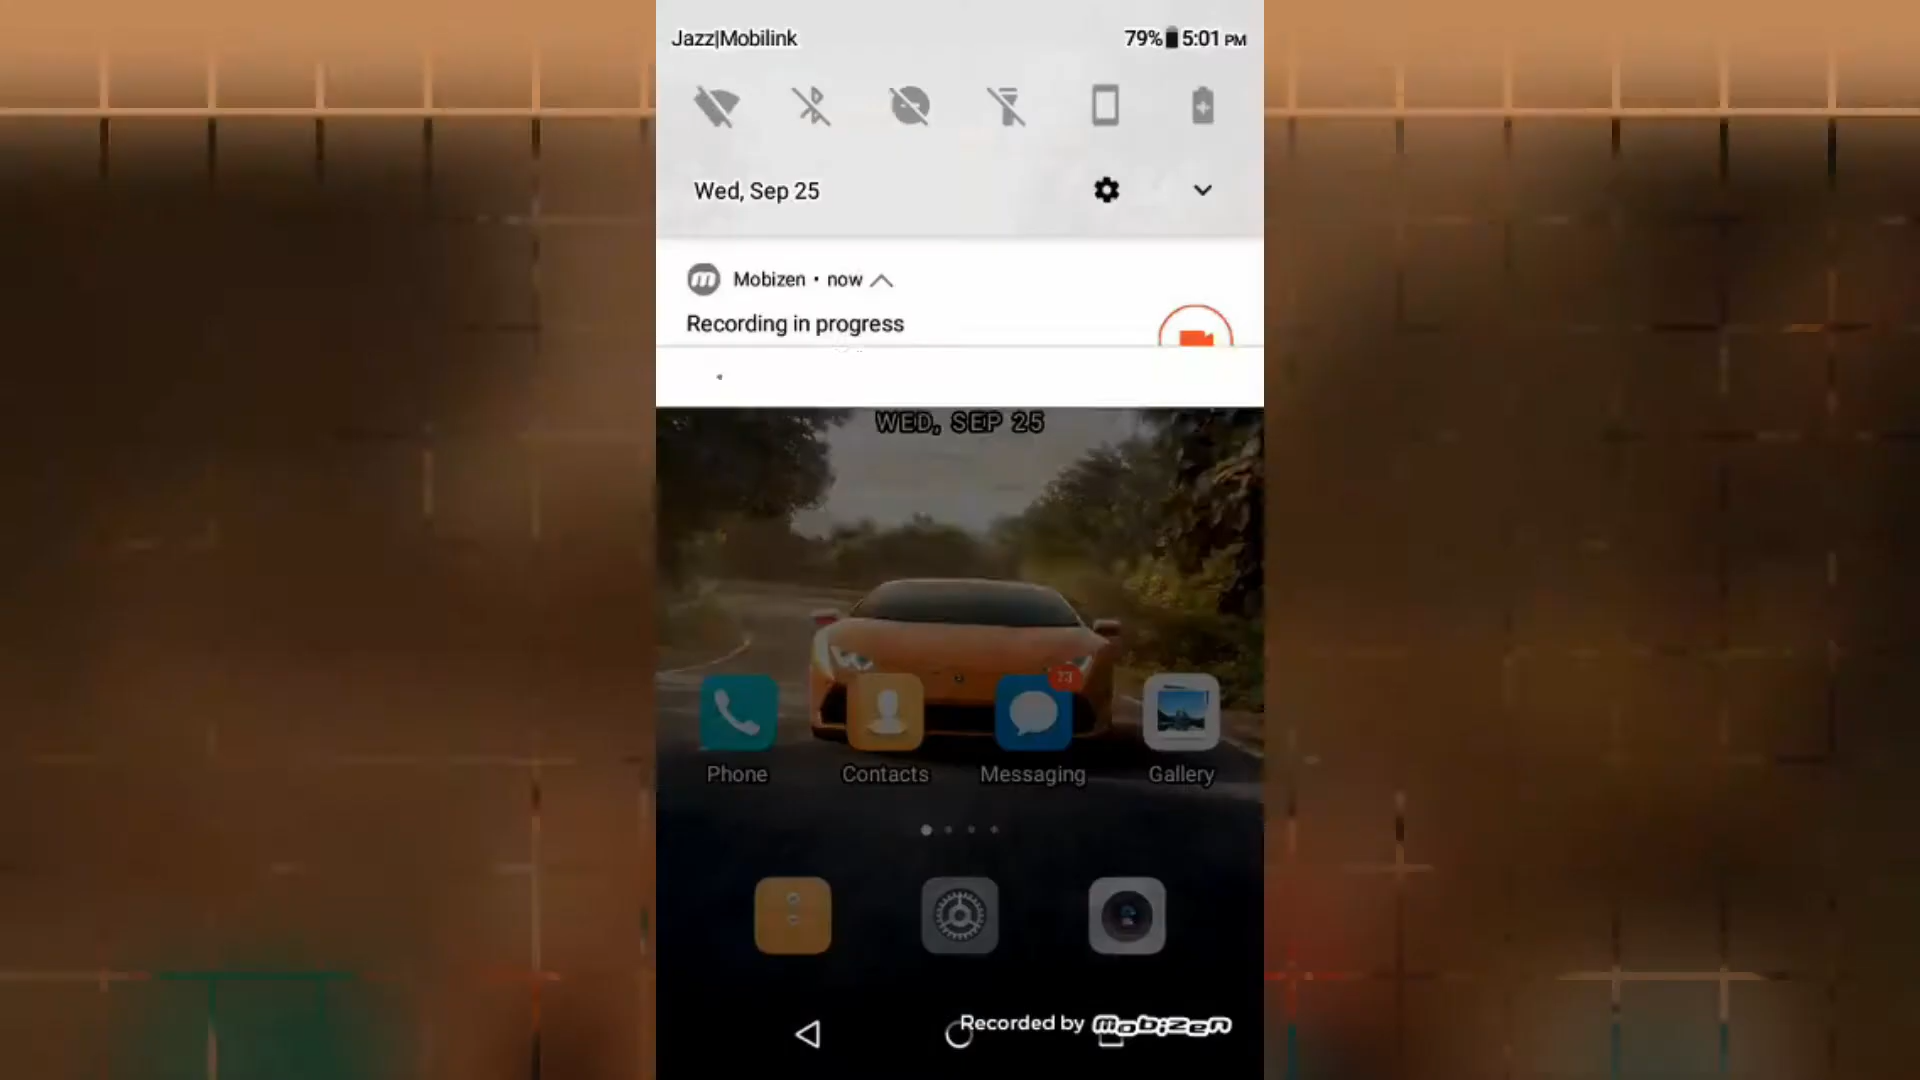 Jazz|Mobilink
79% 5:01 PM
Wed, Sep 25
Mobizen • now
Recording in progress
WED, SEP 25
73
Phone
Contacts
Messaging
Gallery
Recorded by mobizen